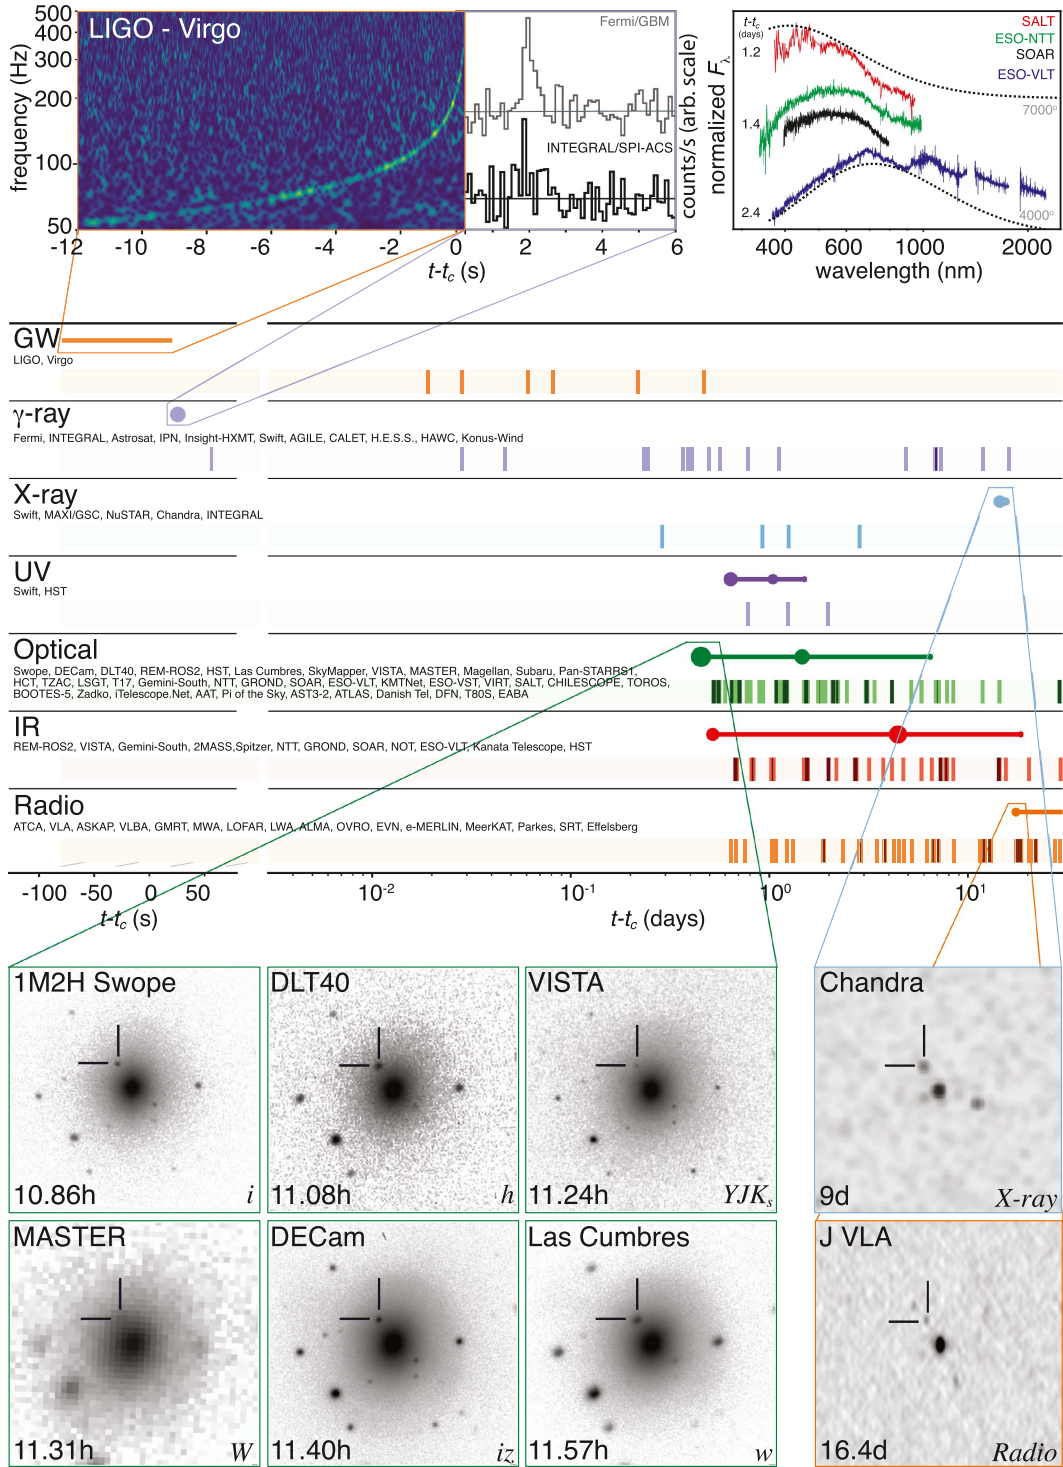 LIGO - Virgo
frequency (Hz)
500
400
300
200
100
50
-12 -10 -8 -6 -4 -2 0 2 4 6
t-tc (s)
Fermi/GBM
INTEGRAL/SPI-ACS
counts/s (arb. scale)
normalized Fλ
t-tc
(days)
1.2
1.4
2.4
SALT
ESO-NTT
SOAR
ESO-VLT
7000°
4000°
400 600 1000 2000
wavelength (nm)
GW
LIGO, Virgo
γ-ray
Fermi, INTEGRAL, Astrosat, IPN, Insight-HXMT, Swift, AGILE, CALET, H.E.S.S., HAWC, Konus-Wind
X-ray
Swift, MAXI/GSC, NuSTAR, Chandra, INTEGRAL
UV
Swift, HST
Optical
Swope, DECam, DLT40, REM-ROS2, HST, Las Cumbres, SkyMapper, VISTA, MASTER, Magellan, Subaru, Pan-STARRS1,
HCT, TZAC, LSGT, T17, Gemini-South, NTT, GROND, SOAR, ESO-VLT, KMTNet, ESO-VST, VIRT, SALT, CHILESCOPE, TOROS,
BOOTES-5, Zadko, iTelescope.Net, AAT, Pi of the Sky, AST3-2, ATLAS, Danish Tel, DFN, T80S, EABA
IR
REM-ROS2, VISTA, Gemini-South, 2MASS,Spitzer, NTT, GROND, SOAR, NOT, ESO-VLT, Kanata Telescope, HST
Radio
ATCA, VLA, ASKAP, VLBA, GMRT, MWA, LOFAR, LWA, ALMA, OVRO, EVN, e-MERLIN, MeerKAT, Parkes, SRT, Effelsberg
-100 -50 0 50 10⁻² 10⁻¹ 10⁰ 10¹
t-tc (s) t-tc (days)
1M2H Swope
10.86h i
DLT40
11.08h h
VISTA
11.24h YJKs
Chandra
9d X-ray
MASTER
11.31h W
DECam
11.40h iz
Las Cumbres
11.57h w
J VLA
16.4d Radio